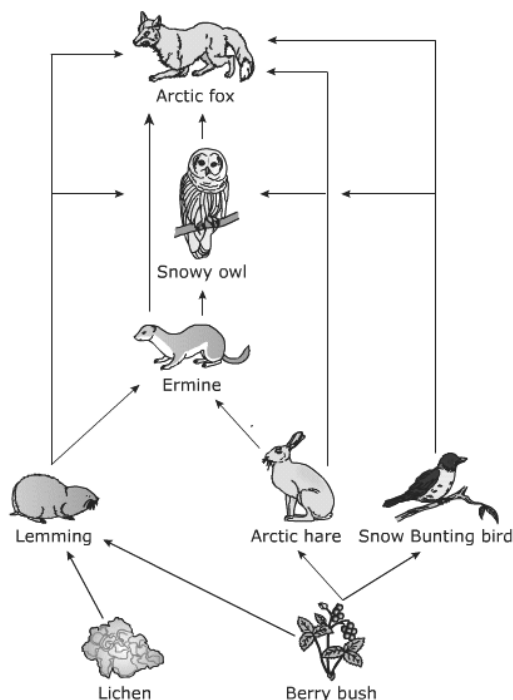 Arctic fox
Snowy owl
Ermine
Lemming
Arctic hare
Snow Bunting bird
Lichen
Berry bush